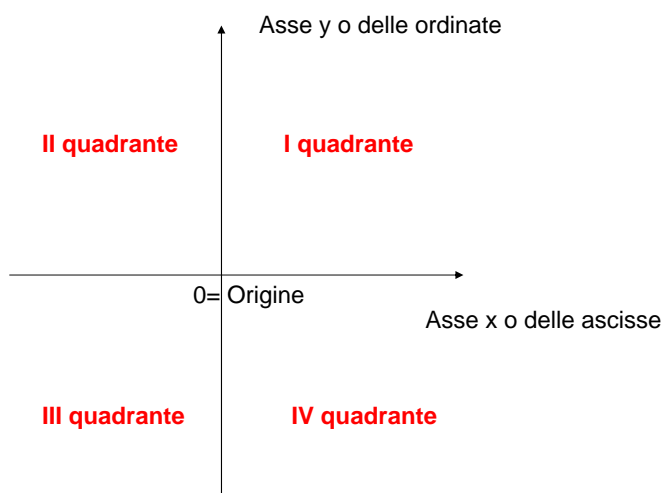 Asse y o delle ordinate
II quadrante
I quadrante
0= Origine
Asse x o delle ascisse
III quadrante
IV quadrante